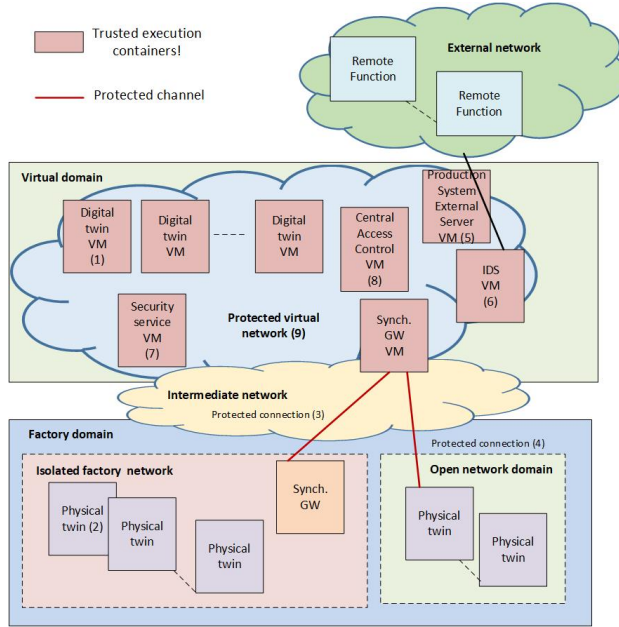 Trusted execution
containers!
Protected channel
External network
Remote
Function
Remote
Function
Virtual domain
Digital
twin
VM
(1)
Digital
twin
VM
Digital
twin
VM
Central
Access
Control
VM
(8)
Production
System
External
Server
VM (5)
IDS
VM
(6)
Security
service
VM
(7)
Protected virtual
network (9)
Synch.
GW
VM
Intermediate network
Protected connection (3)
Factory domain
Protected connection (4)
Isolated factory network
Physical
twin (2)
Physical
twin
Physical
twin
Synch.
GW
Open network domain
Physical
twin
Physical
twin